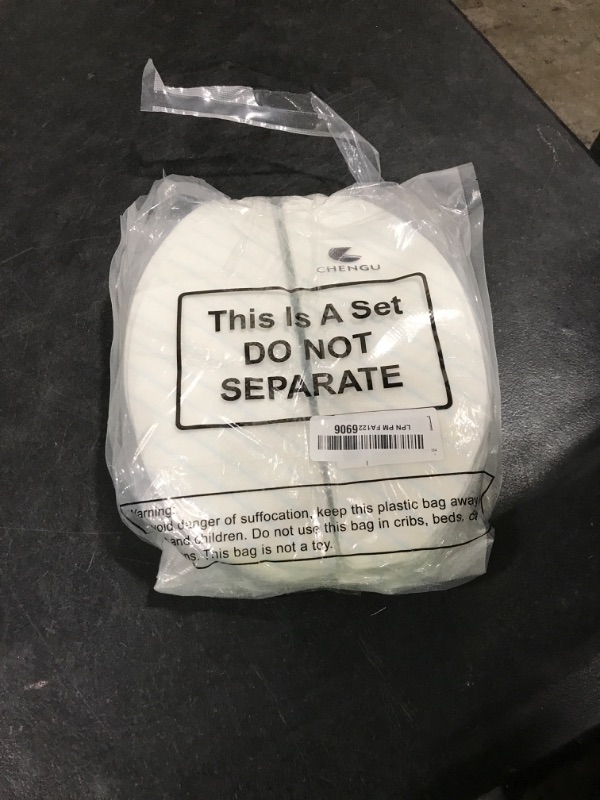 CHENGU
This Is A Set
DO NOT
SEPARATE
LPN PM FA122 6906
Warning:
avoid danger of suffocation, keep this plastic bag away
and children. Do not use this bag in cribs, beds,
This bag is not a toy.